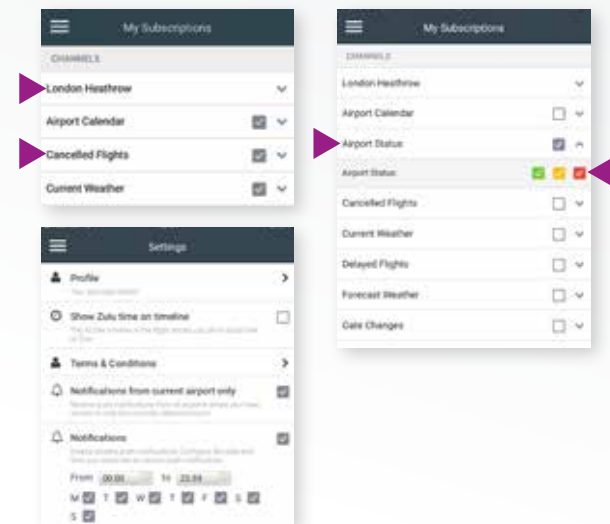 My Subscriptions
CHANNELS
London Heathrow
Airport Calendar
Cancelled Flights
Current Weather
My Subscriptions
CHANNELS
London Heathrow
Airport Calendar
Airport Status
Airport Status
Cancelled Flights
Current Weather
Delayed Flights
Forecast Weather
Gate Changes
Settings
Profile
Show Zulu time on timeline
Terms & Conditions
Notifications from current airport only
Notifications
From 00:00 to 23:59
M T W T F S
S